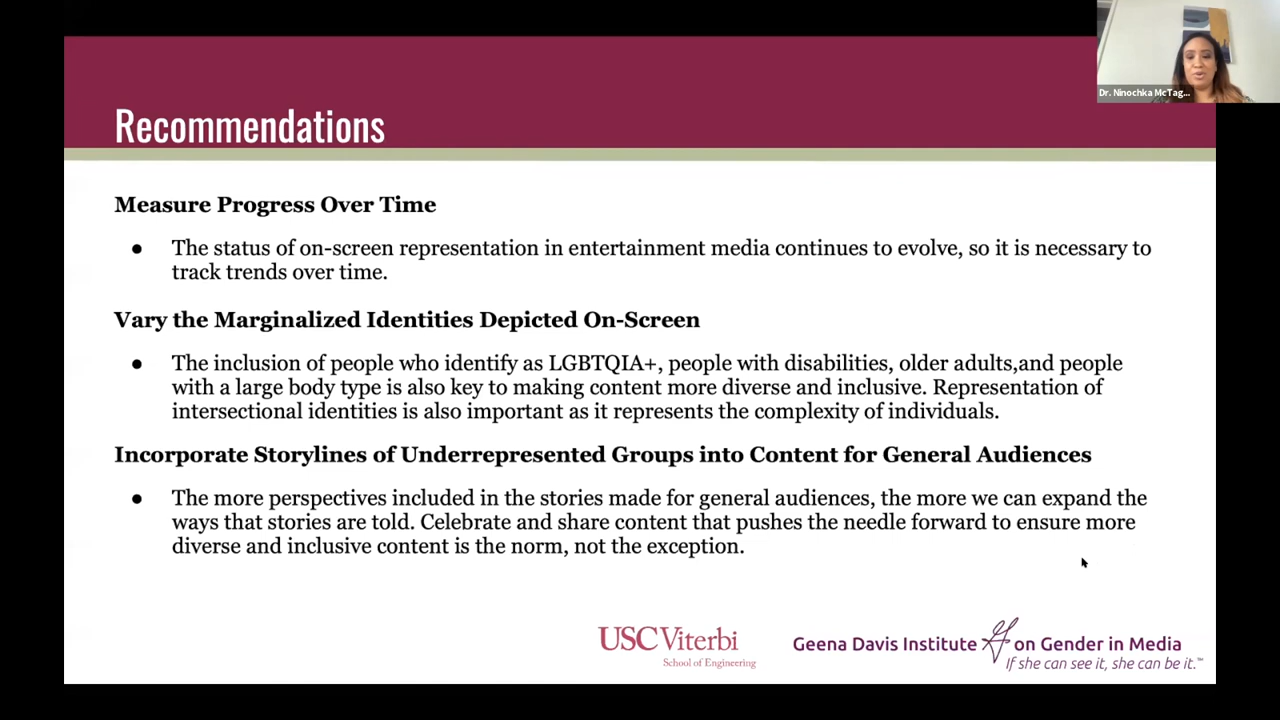 Dr. Ninochka McTag...
Recommendations
Measure Progress Over Time
● The status of on-screen representation in entertainment media continues to evolve, so it is necessary to
track trends over time.
Vary the Marginalized Identities Depicted On-Screen
● The inclusion of people who identify as LGBTQIA+, people with disabilities, older adults,and people
with a large body type is also key to making content more diverse and inclusive. Representation of
intersectional identities is also important as it represents the complexity of individuals.
Incorporate Storylines of Underrepresented Groups into Content for General Audiences
● The more perspectives included in the stories made for general audiences, the more we can expand the
ways that stories are told. Celebrate and share content that pushes the needle forward to ensure more
diverse and inclusive content is the norm, not the exception.
USC Viterbi
School of Engineering
Geena Davis Institute on Gender in Media
If she can see it, she can be it.™